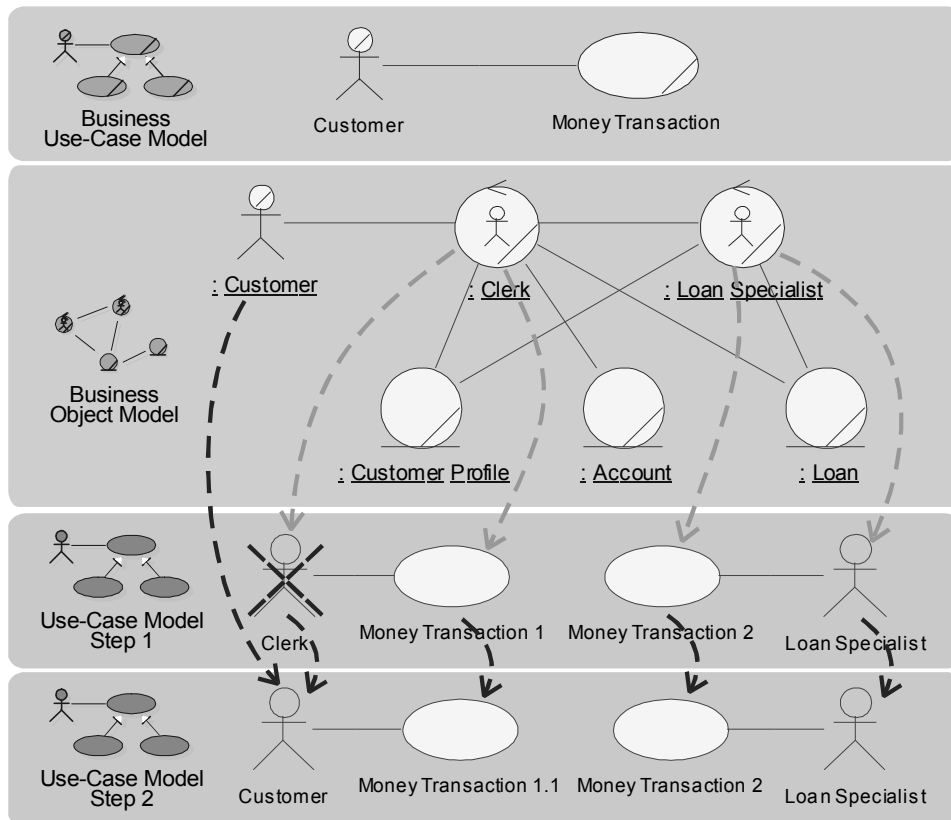 Business
Use-Case Model
Customer
Money Transaction
: Customer
: Clerk
: Loan Specialist
Business
Object Model
: Customer Profile
: Account
: Loan
Use-Case Model
Step 1
Clerk
Money Transaction 1
Money Transaction 2
Loan Specialist
Use-Case Model
Step 2
Customer
Money Transaction 1.1
Money Transaction 2
Loan Specialist